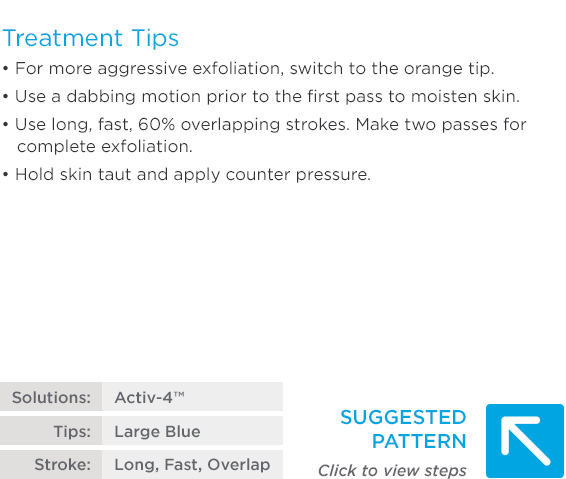 Treatment Tips
• For more aggressive exfoliation, switch to the orange tip.
• Use a dabbing motion prior to the first pass to moisten skin.
• Use long, fast, 60% overlapping strokes. Make two passes for
complete exfoliation.
• Hold skin taut and apply counter pressure.
Solutions: Activ-4™
Tips: Large Blue
Stroke: Long, Fast, Overlap
SUGGESTED
PATTERN
Click to view steps